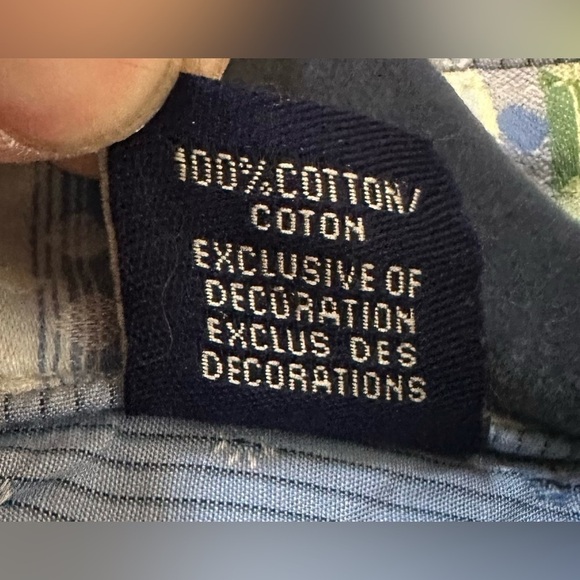 100% COTTON/
COTON
EXCLUSIVE OF
DECORATION
EXCLUS DES
DECORATIONS